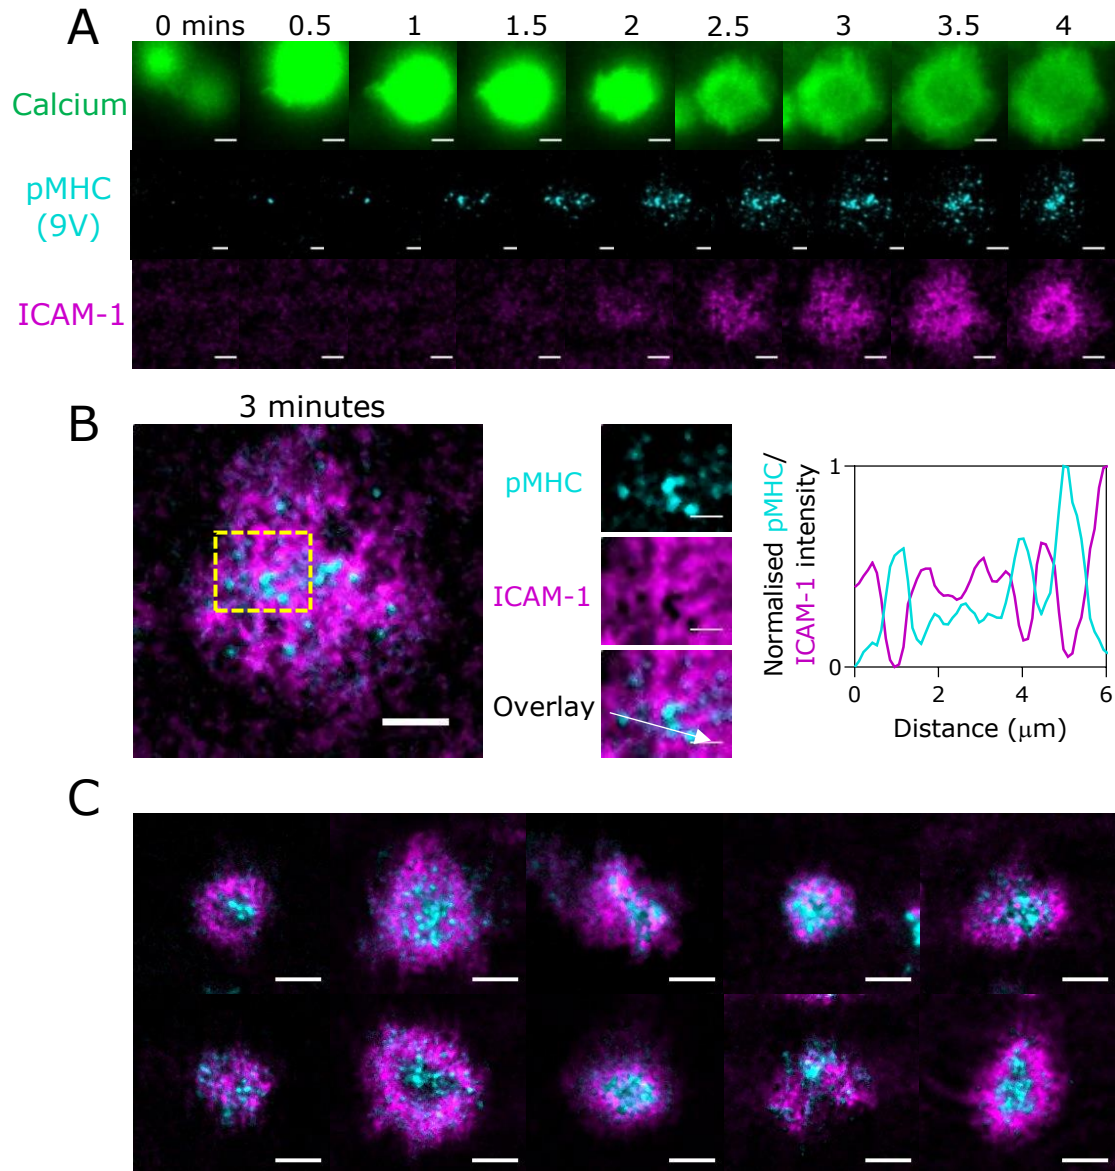 A
0 mins 0.5 1 1.5 2 2.5 3 3.5 4
Calcium
pMHC
(9V)
ICAM-1
B
3 minutes
pMHC
ICAM-1
Overlay
Normalised pMHC/
ICAM-1 intensity
1
0
0 2 4 6
Distance (μm)
C